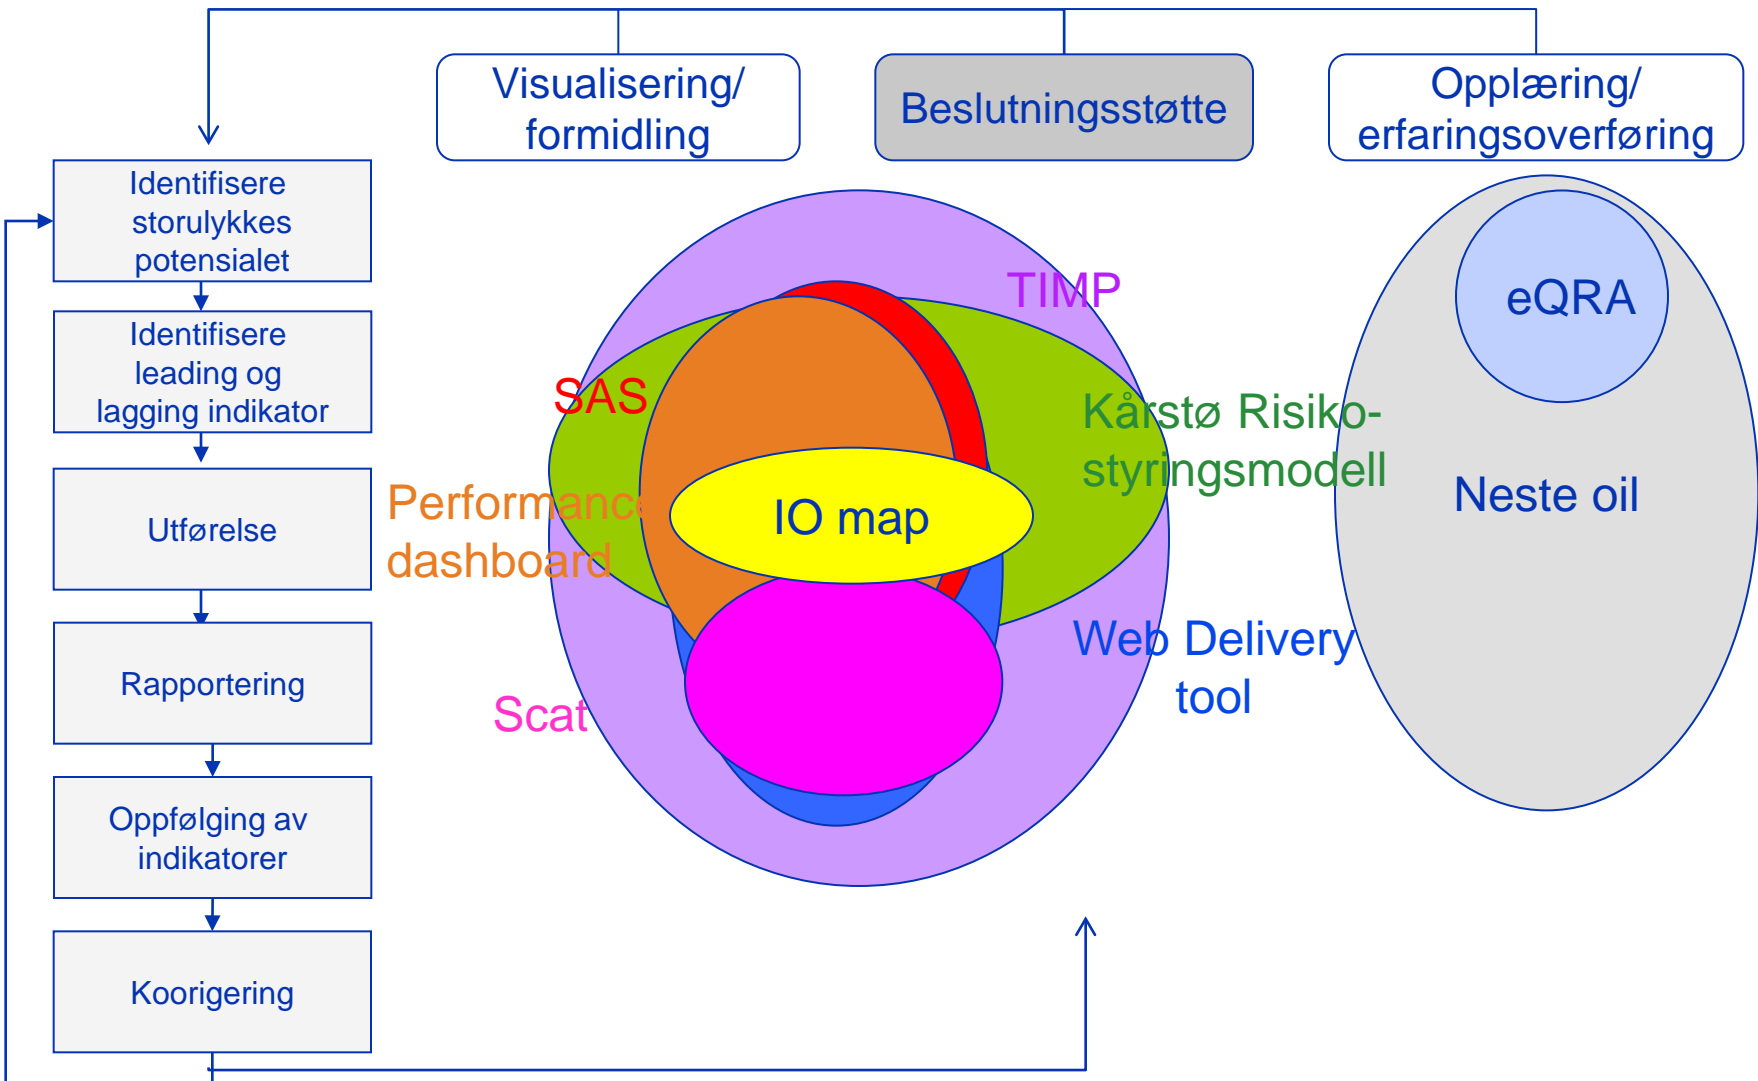 Visualisering/
formidling
Beslutningsstøtte
Opplæring/
erfaringsoverføring
Identifisere
storulykkes
potensialet
Identifisere
leading og
lagging indikator
Utførelse
Rapportering
Oppfølging av
indikatorer
Koorigering
TIMP
SAS
Kårstø Risiko-
styringsmodell
Performance
dashboard
IO map
Scat
Web Delivery
tool
eQRA
Neste oil